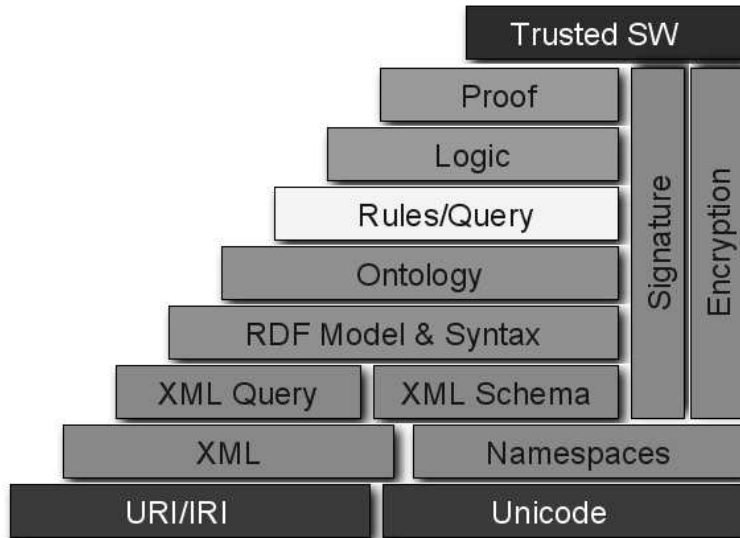 Trusted SW
Proof
Logic
Rules/Query
Ontology
RDF Model & Syntax
XML Query
XML Schema
Signature
Encryption
XML
Namespaces
URI/IRI
Unicode